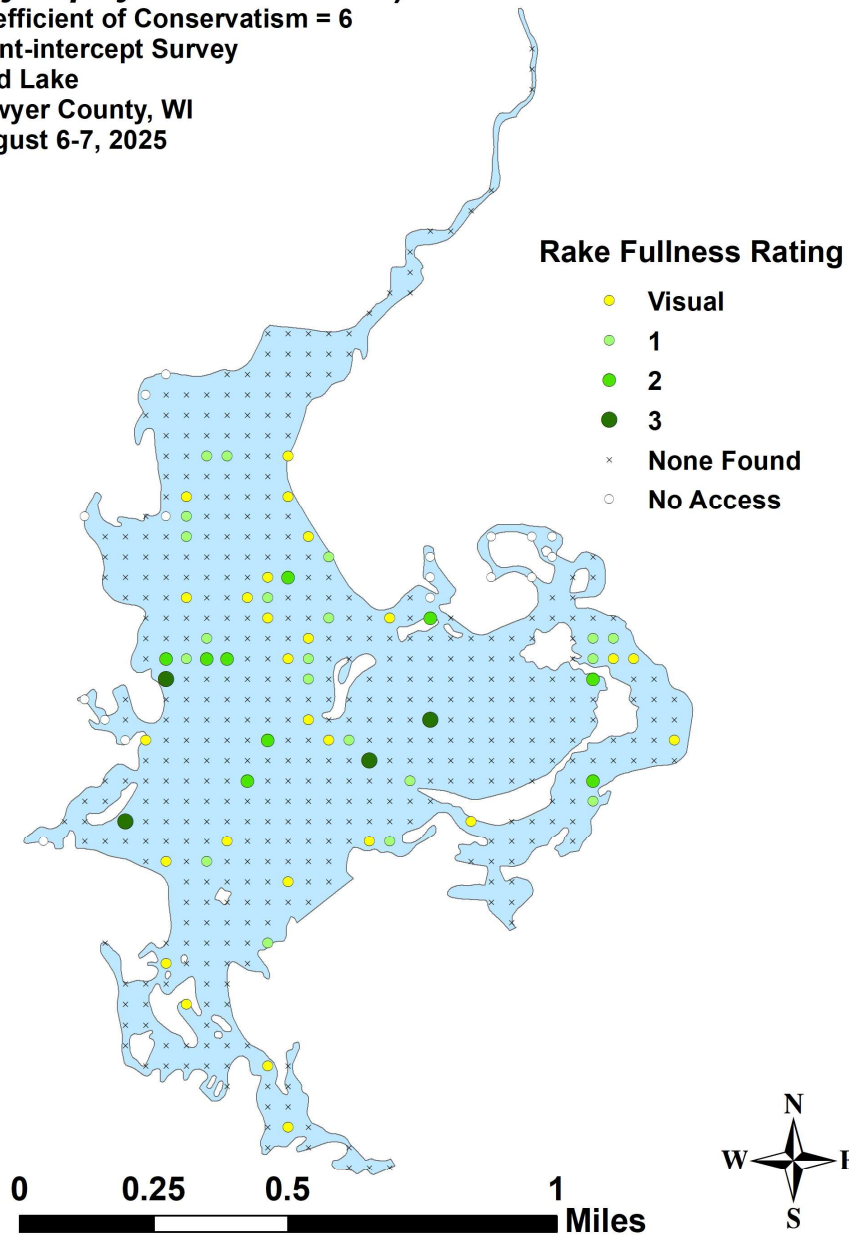 efficient of Conservatism = 6
nt-intercept Survey
d Lake
wyer County, WI
gust 6-7, 2025
Rake Fullness Rating
Visual
1
2
3
None Found
No Access
N
W
S
0 0.25 0.5 1
Miles